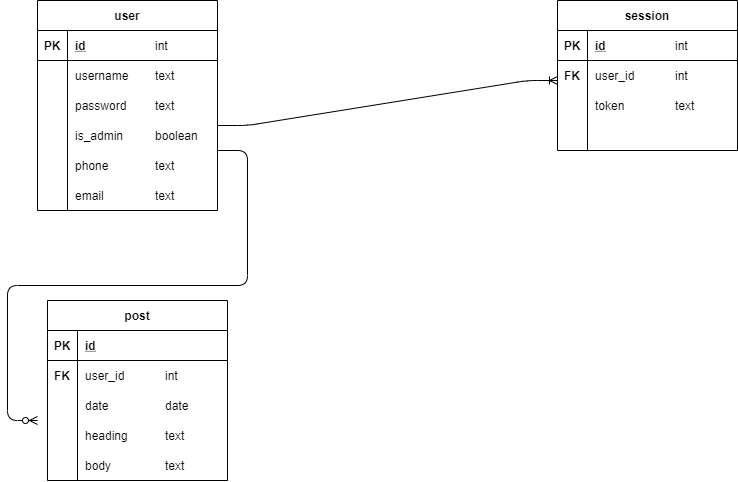 user
PK id int
username text
password text
is_admin boolean
phone text
email text
session
PK id int
FK user_id int
token text
post
PK id
FK user_id int
date date
heading text
body text